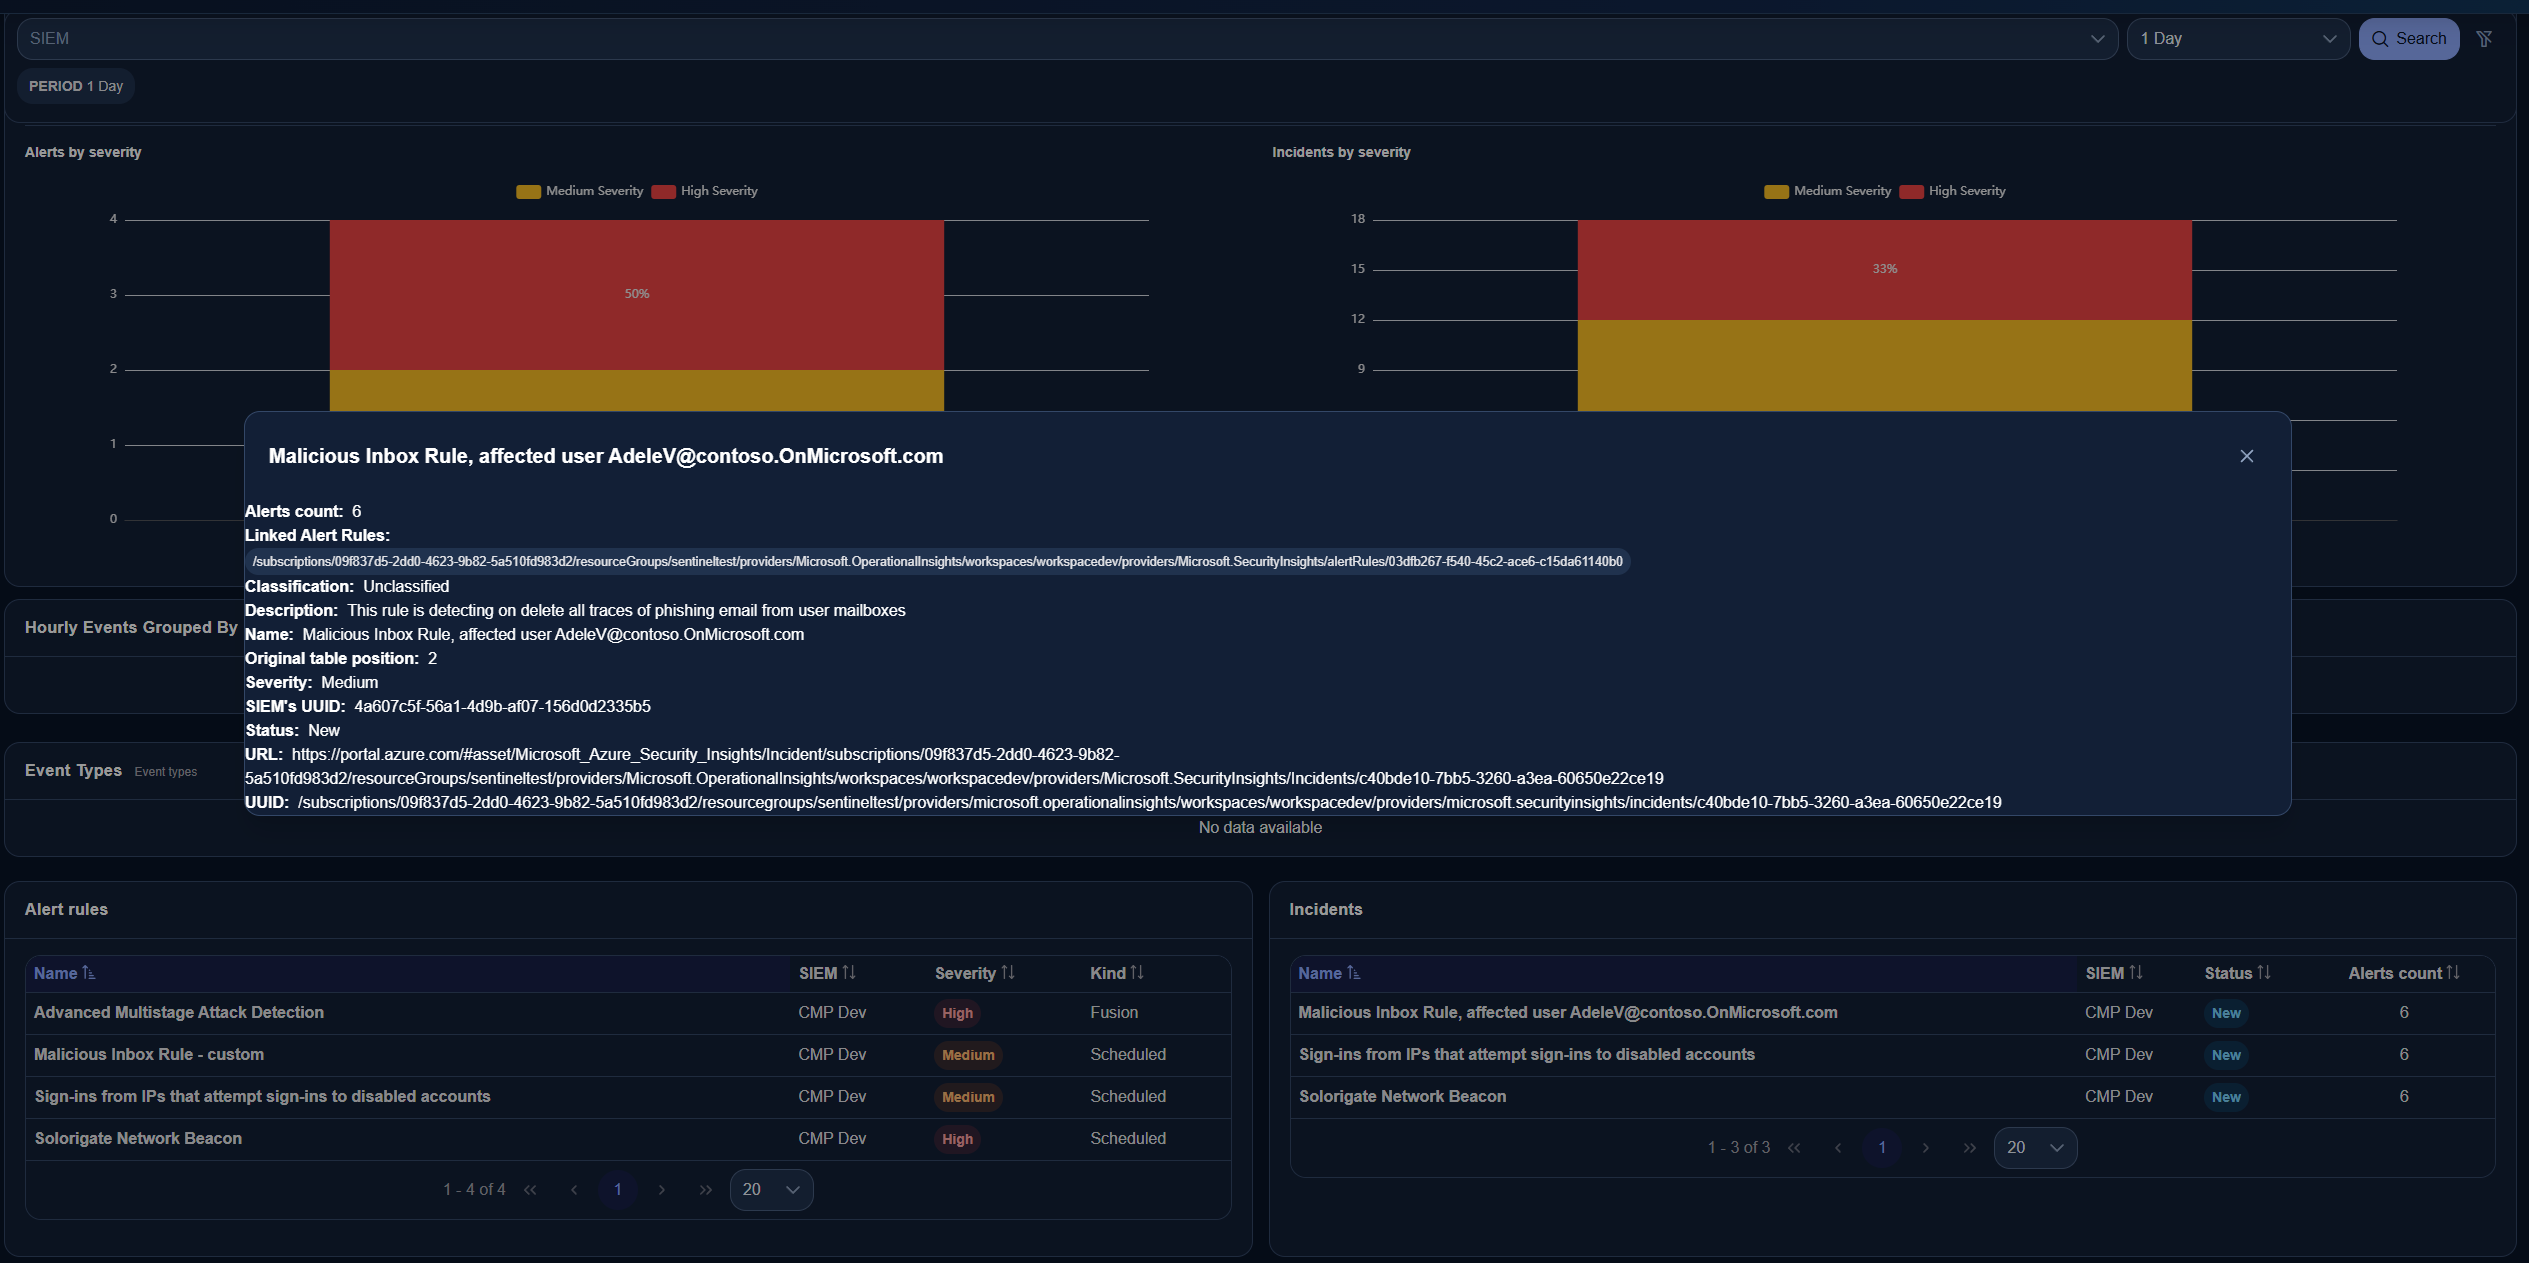 SIEM
1 Day
Search
PERIOD 1 Day
Alerts by severity
Medium Severity High Severity
4
3
2
1
0
50%
Incidents by severity
Medium Severity High Severity
18
15
12
9
33%
Malicious Inbox Rule, affected user AdeleV@contoso.OnMicrosoft.com
Alerts count: 6
Linked Alert Rules:
/subscriptions/09f837d5-2dd0-4623-9b82-5a510fd983d2/resourceGroups/sentineltest/providers/Microsoft.OperationalInsights/workspaces/workspacedev/providers/Microsoft.SecurityInsights/alertRules/03dfb267-f540-45c2-ace6-c15da61140b0
Classification: Unclassified
Description: This rule is detecting on delete all traces of phishing email from user mailboxes
Name: Malicious Inbox Rule, affected user AdeleV@contoso.OnMicrosoft.com
Original table position: 2
Severity: Medium
SIEM's UUID: 4a607c5f-56a1-4d9b-af07-156d0d2335b5
Status: New
URL: https://portal.azure.com/#asset/Microsoft_Azure_Security_Insights/Incident/subscriptions/09f837d5-2dd0-4623-9b82-
5a510fd983d2/resourceGroups/sentineltest/providers/Microsoft.OperationalInsights/workspaces/workspacedev/providers/Microsoft.SecurityInsights/Incidents/c40bde10-7bb5-3260-a3ea-60650e22ce19
UUID: /subscriptions/09f837d5-2dd0-4623-9b82-5a510fd983d2/resourcegroups/sentineltest/providers/microsoft.operationalinsights/workspaces/workspacedev/providers/microsoft.securityinsights/incidents/c40bde10-7bb5-3260-a3ea-60650e22ce19
Hourly Events Grouped By
Event Types Event types
No data available
Alert rules
Name SIEM Severity Kind
Advanced Multistage Attack Detection CMP Dev High Fusion
Malicious Inbox Rule - custom CMP Dev Medium Scheduled
Sign-ins from IPs that attempt sign-ins to disabled accounts CMP Dev Medium Scheduled
Solorigate Network Beacon CMP Dev High Scheduled
1 - 4 of 4 « ‹ 1 › » 20
Incidents
Name SIEM Status Alerts count
Malicious Inbox Rule, affected user AdeleV@contoso.OnMicrosoft.com CMP Dev New 6
Sign-ins from IPs that attempt sign-ins to disabled accounts CMP Dev New 6
Solorigate Network Beacon CMP Dev New 6
1 - 3 of 3 « ‹ 1 › » 20